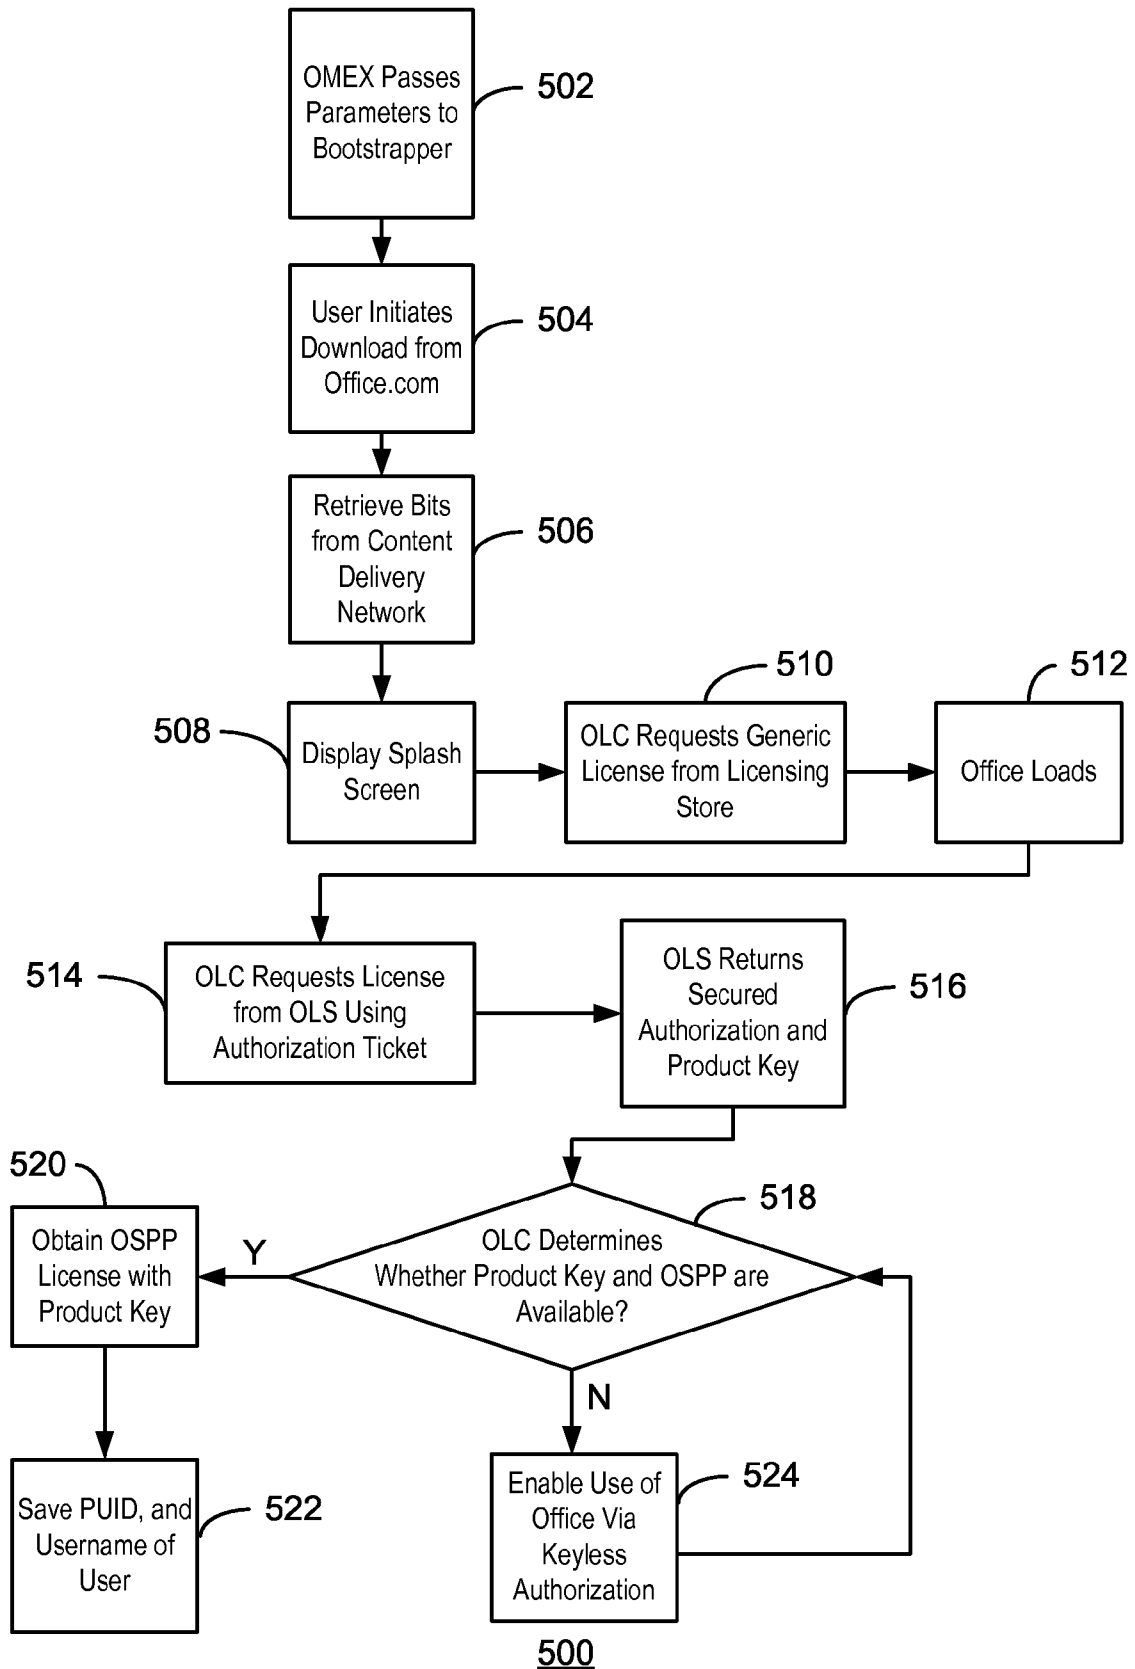 OMEX Passes
Parameters to
Bootstrapper
502
User Initiates
Download from
Office.com
504
Retrieve Bits
from Content
Delivery
Network
506
508
Display Splash
Screen
510
OLC Requests Generic
License from Licensing
Store
512
Office Loads
514
OLC Requests License
from OLS Using
Authorization Ticket
OLS Returns
Secured
Authorization and
Product Key
516
518
OLC Determines
Whether Product Key and OSPP are
Available?
Y
520
Obtain OSPP
License with
Product Key
Save PUID, and
Username of
User
522
N
Enable Use of
Office Via
Keyless
Authorization
524
500